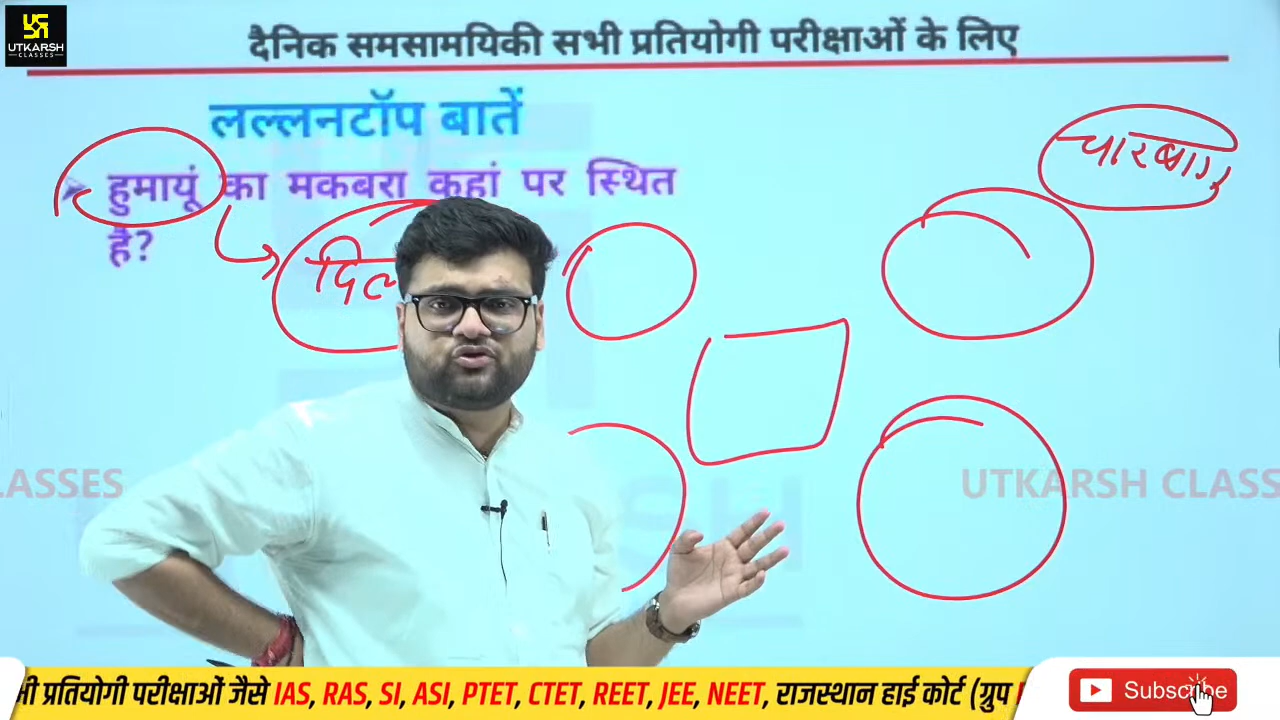 UTKARSH
CLASSES
दैनिक समसामयिकी सभी प्रतियोगी परीक्षाओं के लिए
लल्लनटॉप बातें
चारबाग
हुमायूं का मकबरा कहां पर स्थित
है?
LASSES
UTKARSH CLASS
भी प्रतियोगी परीक्षाओं जैसे IAS, RAS, SI, ASI, PTET, CTET, REET, JEE, NEET, राजस्थान हाई कोर्ट (ग्रुप
Subscribe